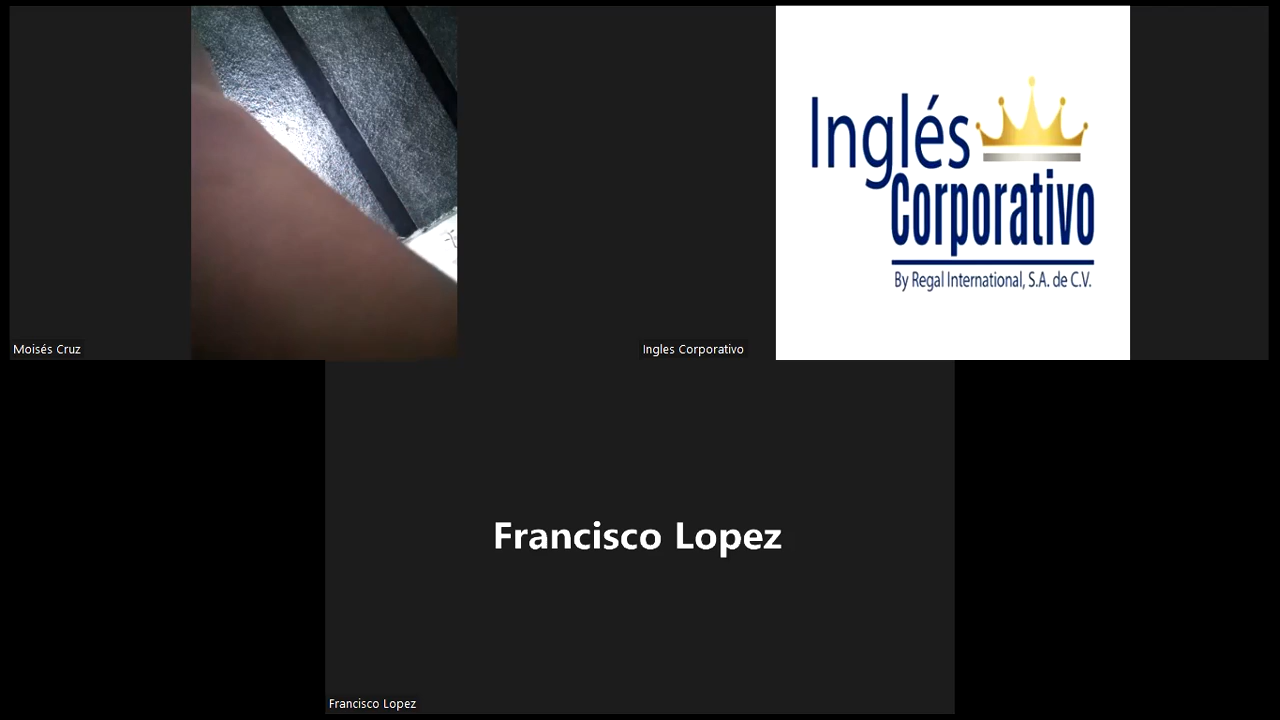 Moisés Cruz
Inglés
Corporativo
By Regal International, S.A. de C.V.
Ingles Corporativo
Francisco Lopez
Francisco Lopez